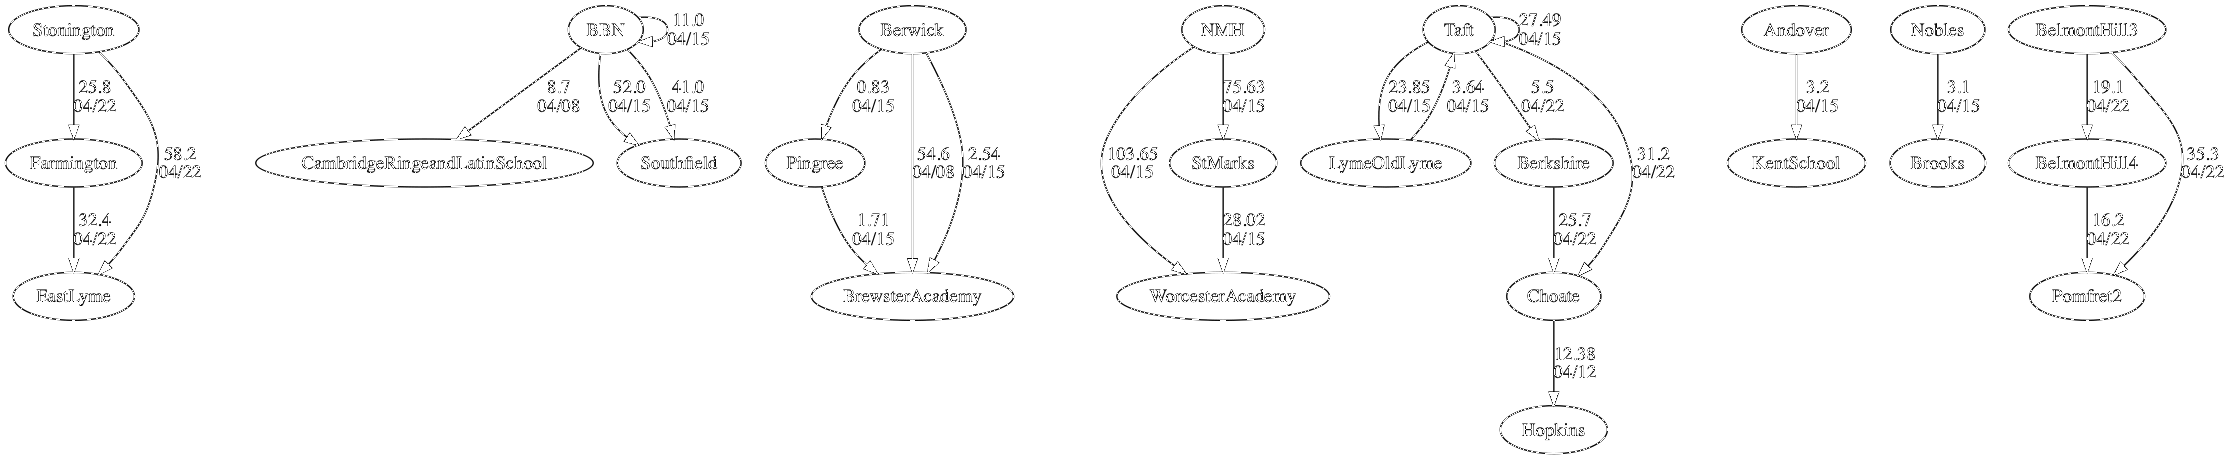 Stonington
BBN
11.0
04/15
Berwick
NMH
Taft
27.49
04/15
Andover
Nobles
BelmontHill3
25.8
04/22
8.7
04/08
52.0
04/15
41.0
04/15
0.83
04/15
75.63
04/15
23.85
04/15
3.64
04/15
5.5
04/22
3.2
04/15
3.1
04/15
19.1
04/22
Farmington
58.2
04/22
CambridgeRingeandLatinSchool
Southfield
Pingree
54.6
04/08
2.54
04/15
103.65
04/15
StMarks
LymeOldLyme
Berkshire
31.2
04/22
KentSchool
Brooks
BelmontHill4
35.3
04/22
32.4
04/22
1.71
04/15
28.02
04/15
25.7
04/22
16.2
04/22
EastLyme
BrewsterAcademy
WorcesterAcademy
Choate
Pomfret2
12.38
04/12
Hopkins